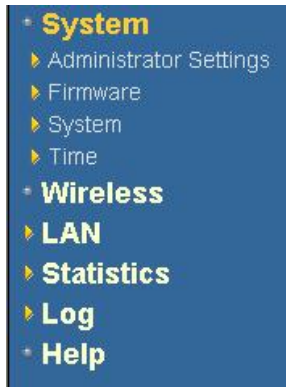 System
Administrator Settings
Firmware
System
Time
Wireless
LAN
Statistics
Log
Help